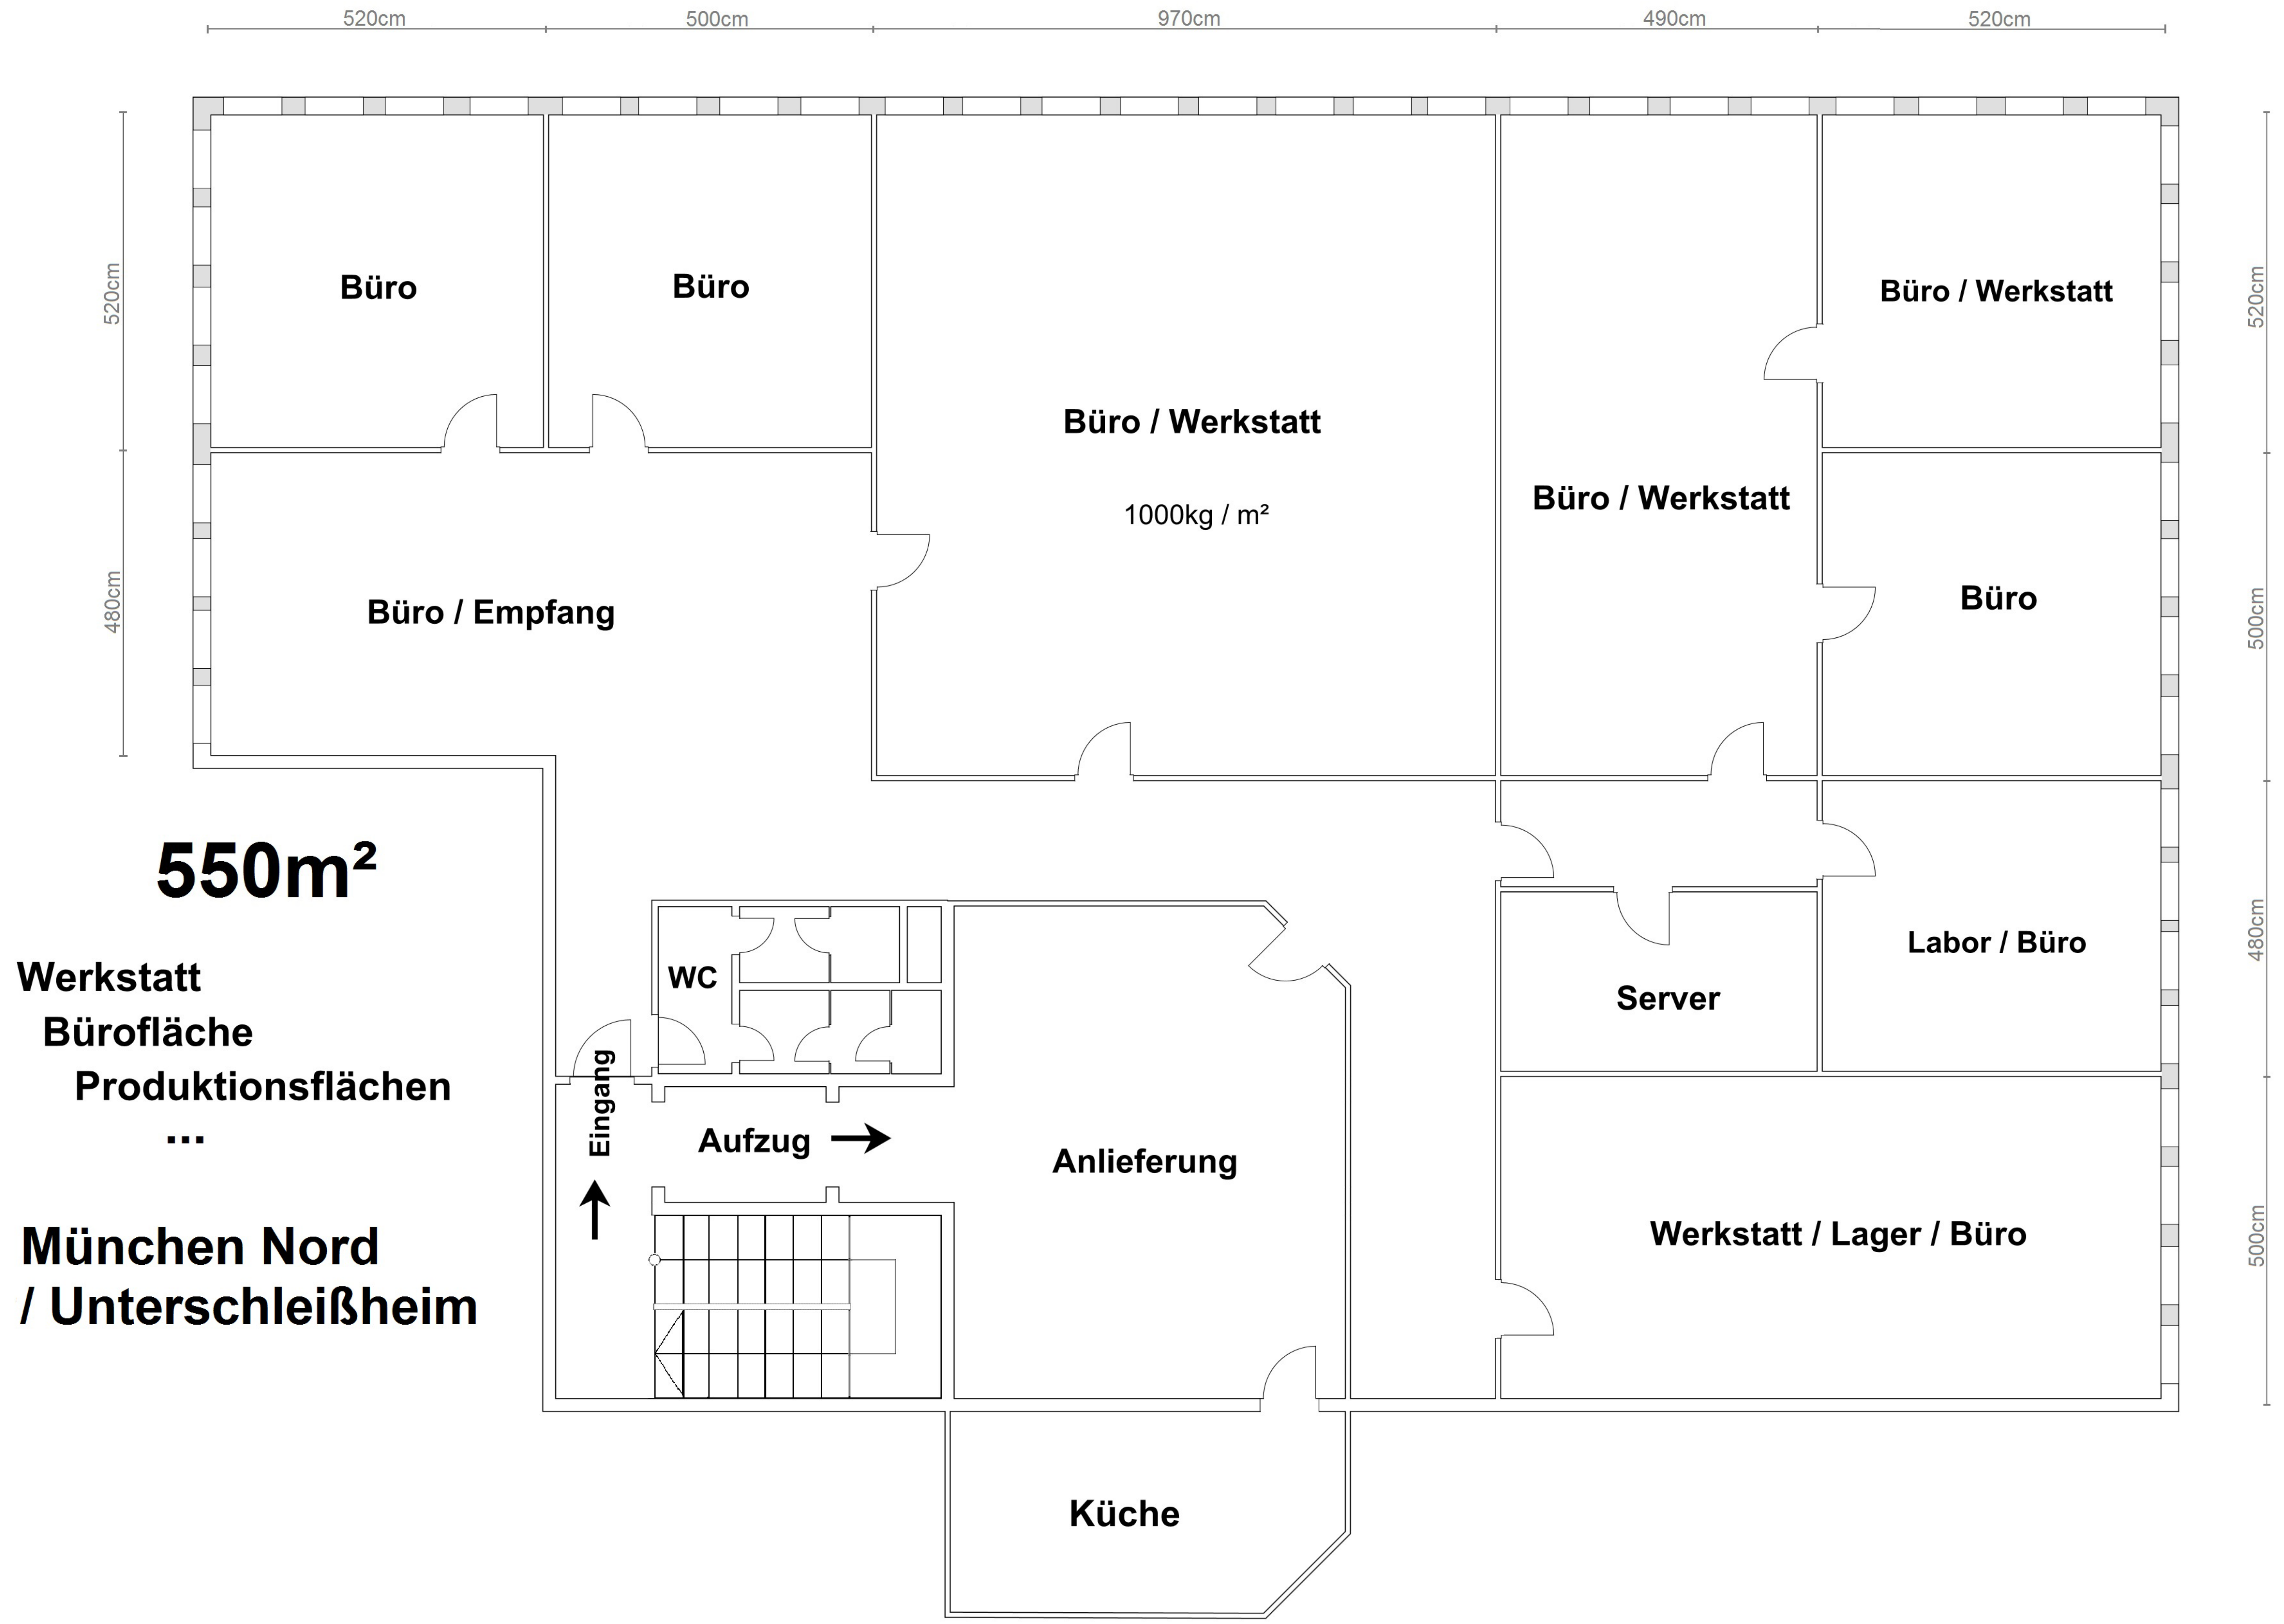 520cm
500cm
970cm
490cm
520cm
520cm
480cm
520cm
500cm
480cm
500cm
Büro
Büro
Büro / Werkstatt
1000kg / m²
Büro / Werkstatt
Büro / Werkstatt
Büro / Empfang
Büro
550m²
Werkstatt
Bürofläche
Produktionsflächen
...
München Nord
/ Unterschleißheim
WC
Eingang
Aufzug
Anlieferung
Server
Labor / Büro
Werkstatt / Lager / Büro
Küche